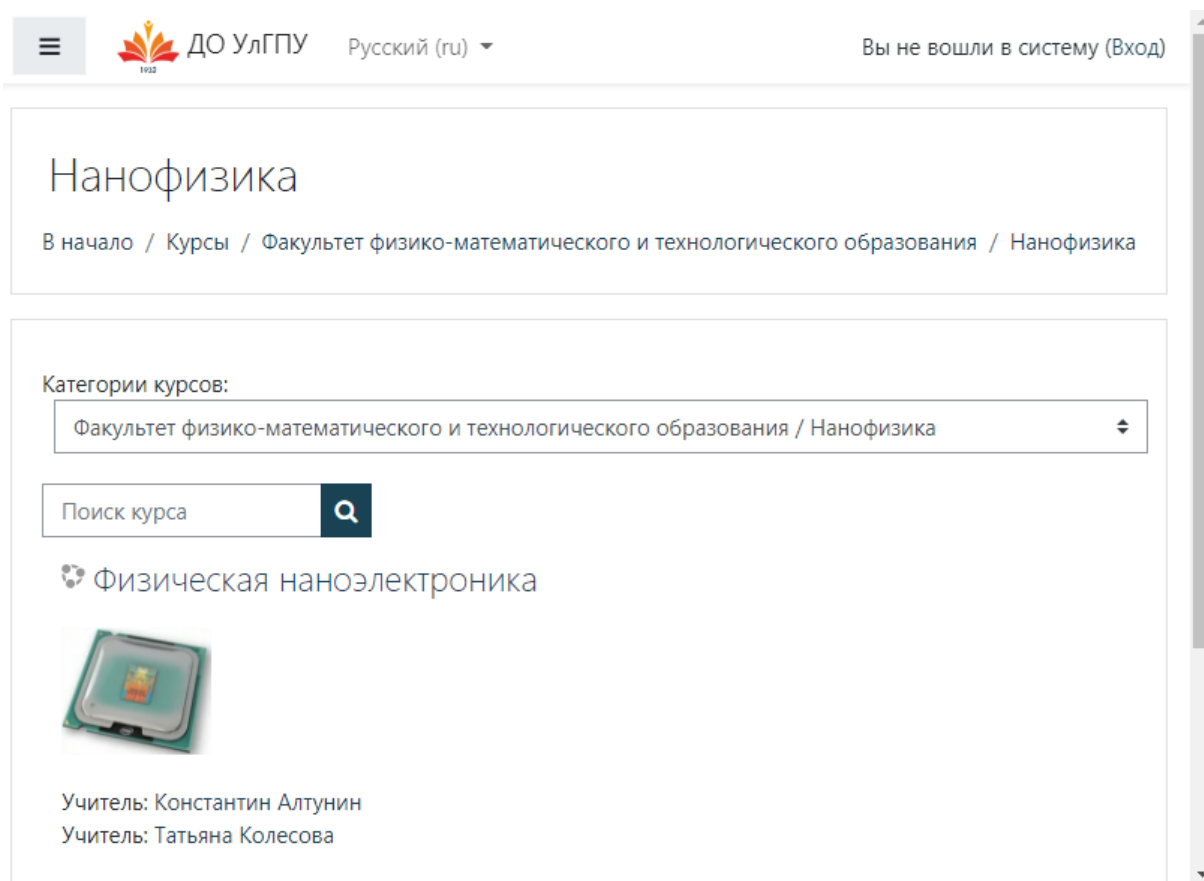 ДО УлГПУ Русский (ru) Вы не вошли в систему (Вход)
1932
Нанофизика
В начало / Курсы / Факультет физико-математического и технологического образования / Нанофизика
Категории курсов:
Факультет физико-математического и технологического образования / Нанофизика
Поиск курса
Физическая наноэлектроника
Учитель: Константин Алтунин
Учитель: Татьяна Колесова